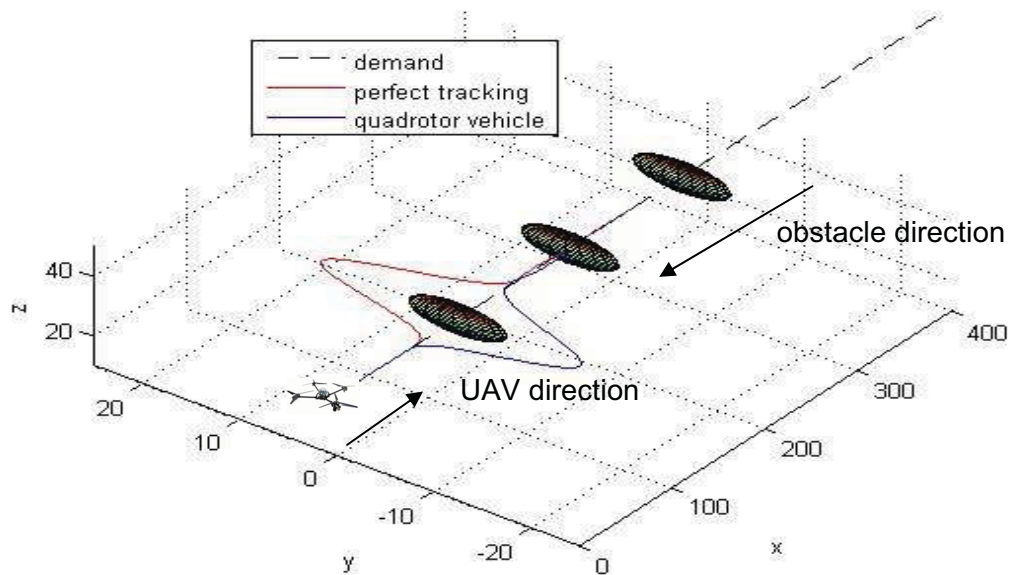 demand
perfect tracking
quadrotor vehicle
obstacle direction
40
20
z
UAV direction
400
300
200
100
0
x
20
10
0
-10
-20
y